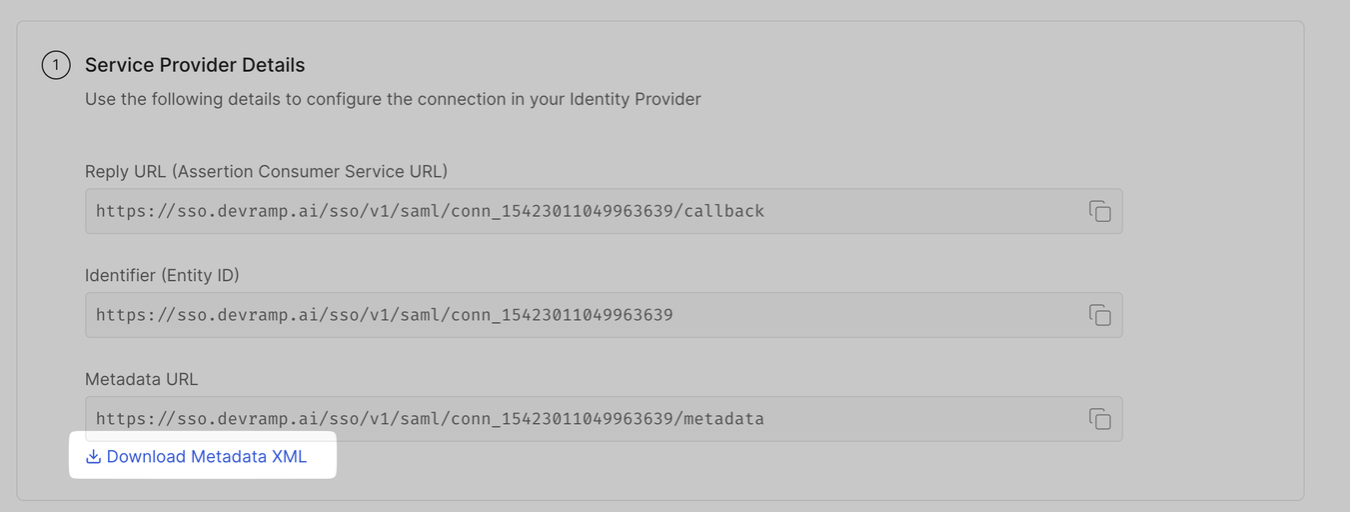 1 Service Provider Details
Use the following details to configure the connection in your Identity Provider
Reply URL (Assertion Consumer Service URL)
https://sso.devramp.ai/sso/v1/saml/conn_15423011049963639/callback
Identifier (Entity ID)
https://sso.devramp.ai/sso/v1/saml/conn_15423011049963639
Metadata URL
https://sso.devramp.ai/sso/v1/saml/conn_15423011049963639/metadata
Download Metadata XML